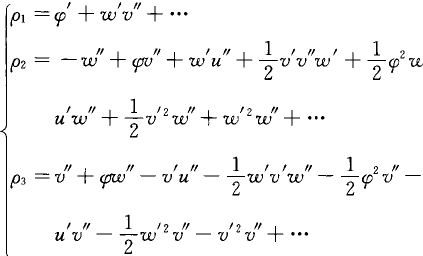 ρ₁ = φ′ + w′v″ + ⋯
ρ₂ = −w″ + φv″ + w′u″ + 1/2 v′v″w′ + 1/2 φ²w
u′w″ + 1/2 v′²w″ + w′²w″ + ⋯
ρ₃ = v″ + φw″ − v′u″ − 1/2 w′v′w″ − 1/2 φ²v″ −
u′v″ − 1/2 w′²v″ − v′²v″ + ⋯